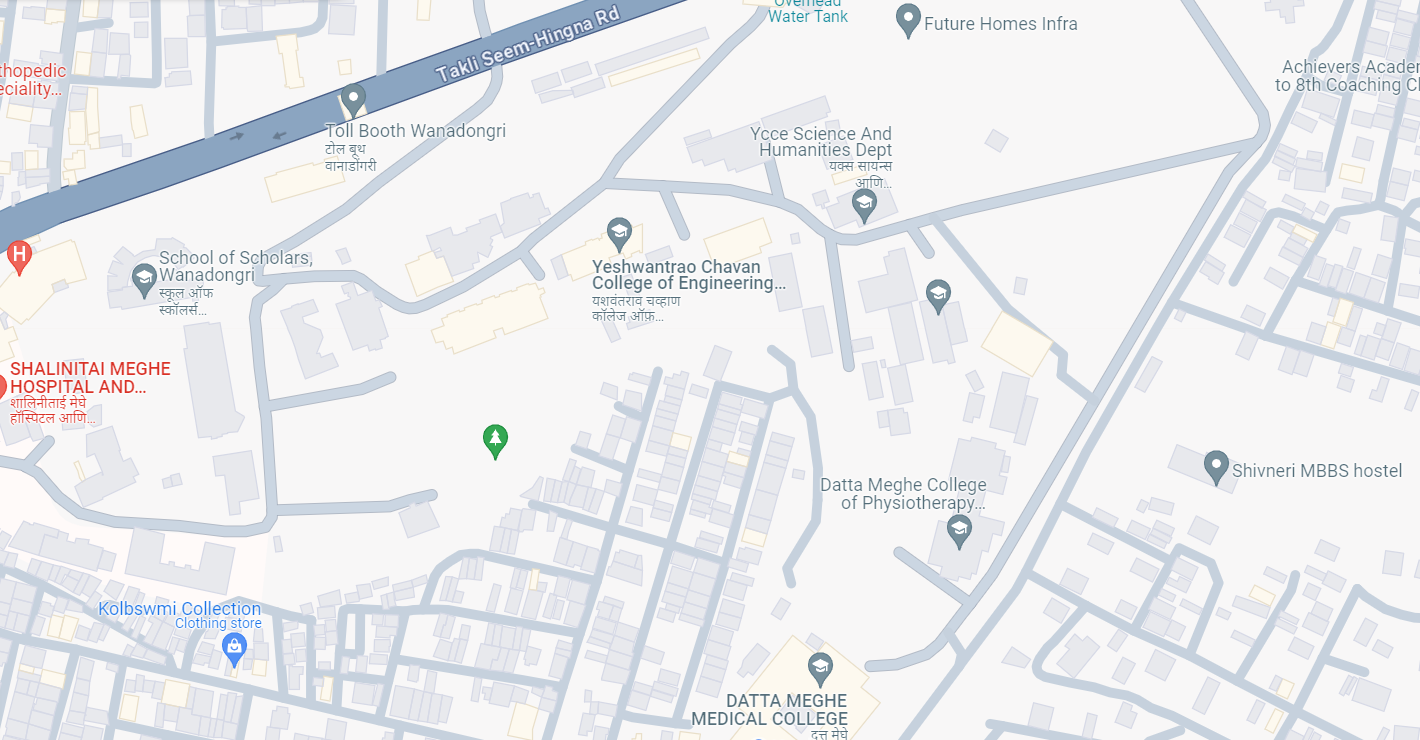 Overhead
Water Tank
Future Homes Infra
Takli Seem-Hingna Rd
thopedic
eciality...
Achievers Acader
to 8th Coaching Cl
Toll Booth Wanadongri
टोल बूथ
वानाडोंगरी
Ycce Science And
Humanities Dept
यक्स सायन्स
आणि...
H
School of Scholars,
Wanadongri
स्कूल ऑफ
स्कॉलर्स...
Yeshwantrao Chavan
College of Engineering...
यशवंतराव चव्हाण
कॉलेज ऑफ़...
SHALINITAI MEGHE
HOSPITAL AND...
शालिनीताई मेघे
हॉस्पिटल आणि...
Datta Meghe College
of Physiotherapy...
Shivneri MBBS hostel
Kolbswmi Collection
Clothing store
DATTA MEGHE
MEDICAL COLLEGE
दत्त मेघे